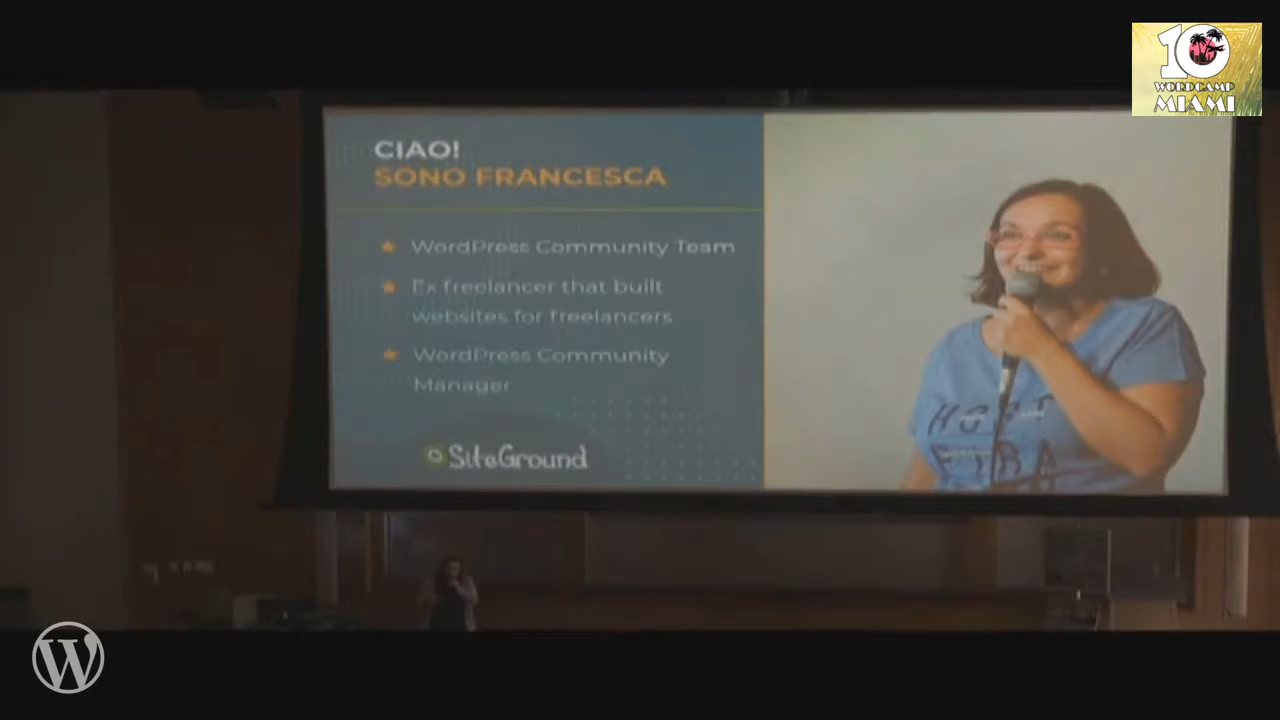 10
WORDCAMP
MIAMI
CIAO!
SONO FRANCESCA
WordPress Community Team
Ex freelancer that built
websites for freelancers
WordPress Community
Manager
SiteGround
W